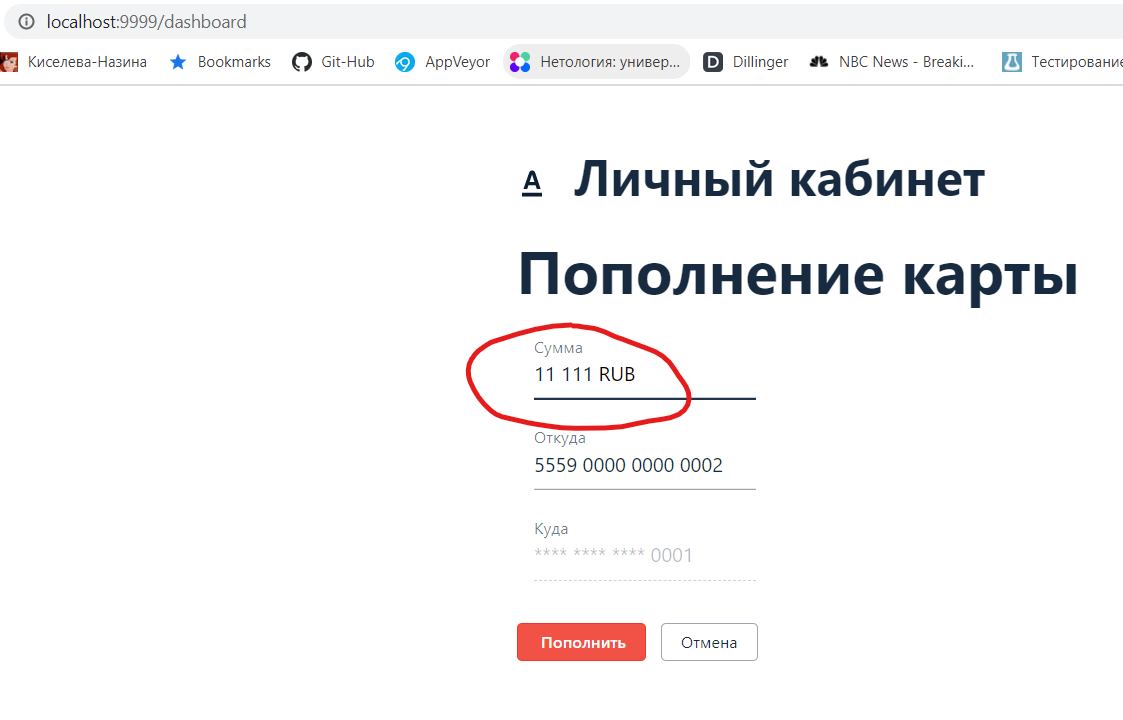 localhost:9999/dashboard
Киселева-Назина Bookmarks Git-Hub AppVeyor Нетология: универ... D Dillinger NBC News - Breaki... Тестирование
A Личный кабинет
Пополнение карты
Сумма
11 111 RUB
Откуда
5559 0000 0000 0002
Куда
**** **** **** 0001
Пополнить Отмена